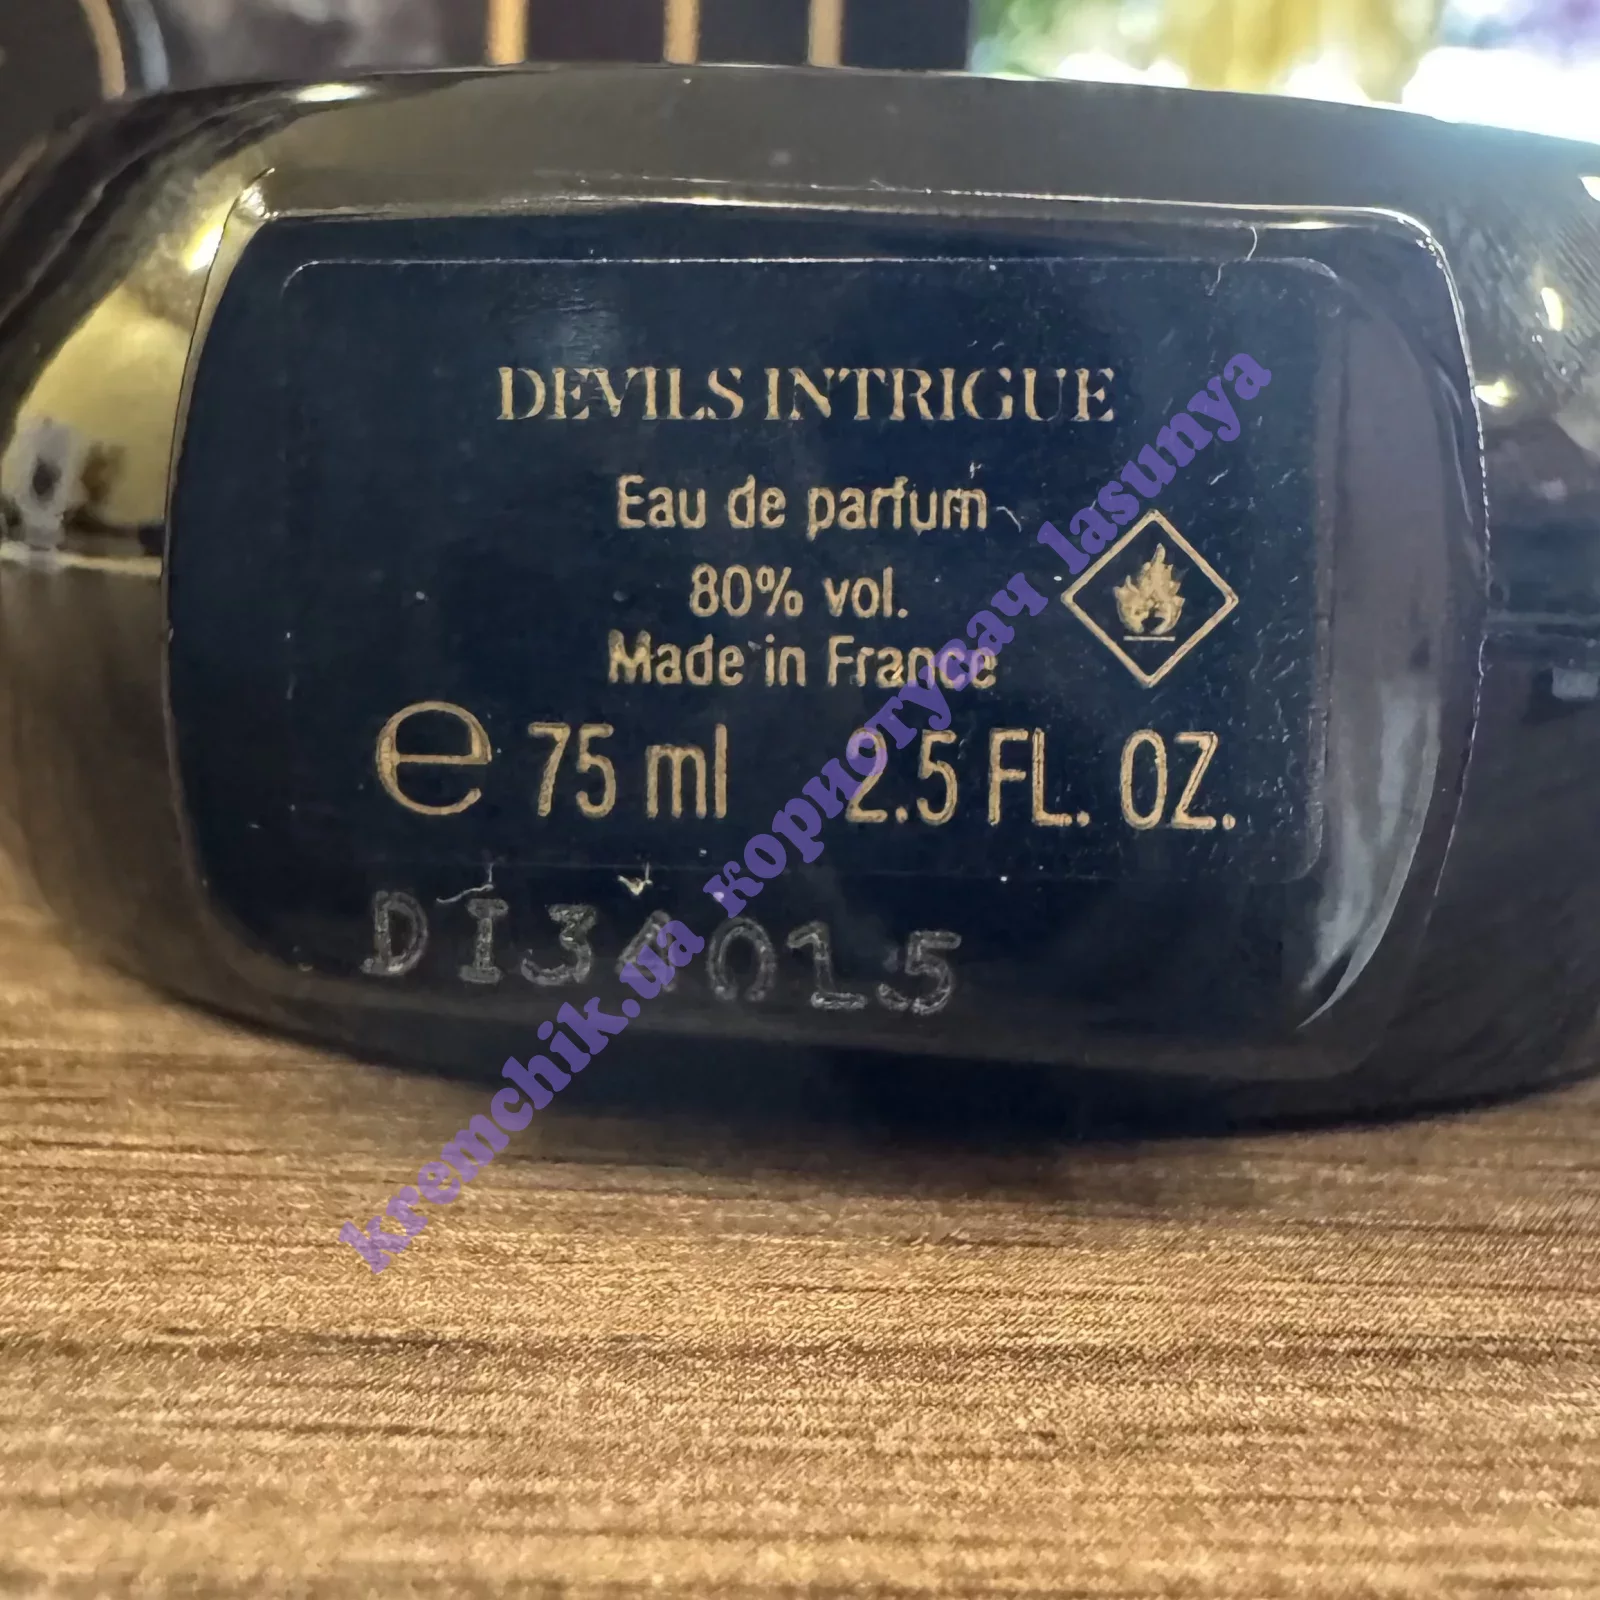 DEVILS INTRIGUE
Eau de parfum
80% vol.
Made in France
e 75 ml 2.5 FL. OZ.
DI34015
kremchik.ua користусач lasunya